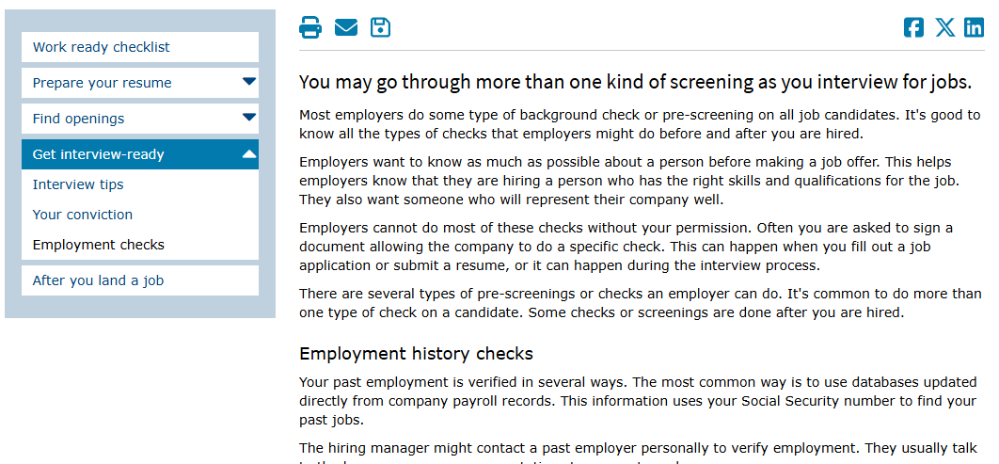 Work ready checklist
Prepare your resume
Find openings
Get interview-ready
Interview tips
Your conviction
Employment checks
After you land a job
You may go through more than one kind of screening as you interview for jobs.
Most employers do some type of background check or pre-screening on all job candidates. It's good to
know all the types of checks that employers might do before and after you are hired.
Employers want to know as much as possible about a person before making a job offer. This helps
employers know that they are hiring a person who has the right skills and qualifications for the job.
They also want someone who will represent their company well.
Employers cannot do most of these checks without your permission. Often you are asked to sign a
document allowing the company to do a specific check. This can happen when you fill out a job
application or submit a resume, or it can happen during the interview process.
There are several types of pre-screenings or checks an employer can do. It's common to do more than
one type of check on a candidate. Some checks or screenings are done after you are hired.
Employment history checks
Your past employment is verified in several ways. The most common way is to use databases updated
directly from company payroll records. This information uses your Social Security number to find your
past jobs.
The hiring manager might contact a past employer personally to verify employment. They usually talk